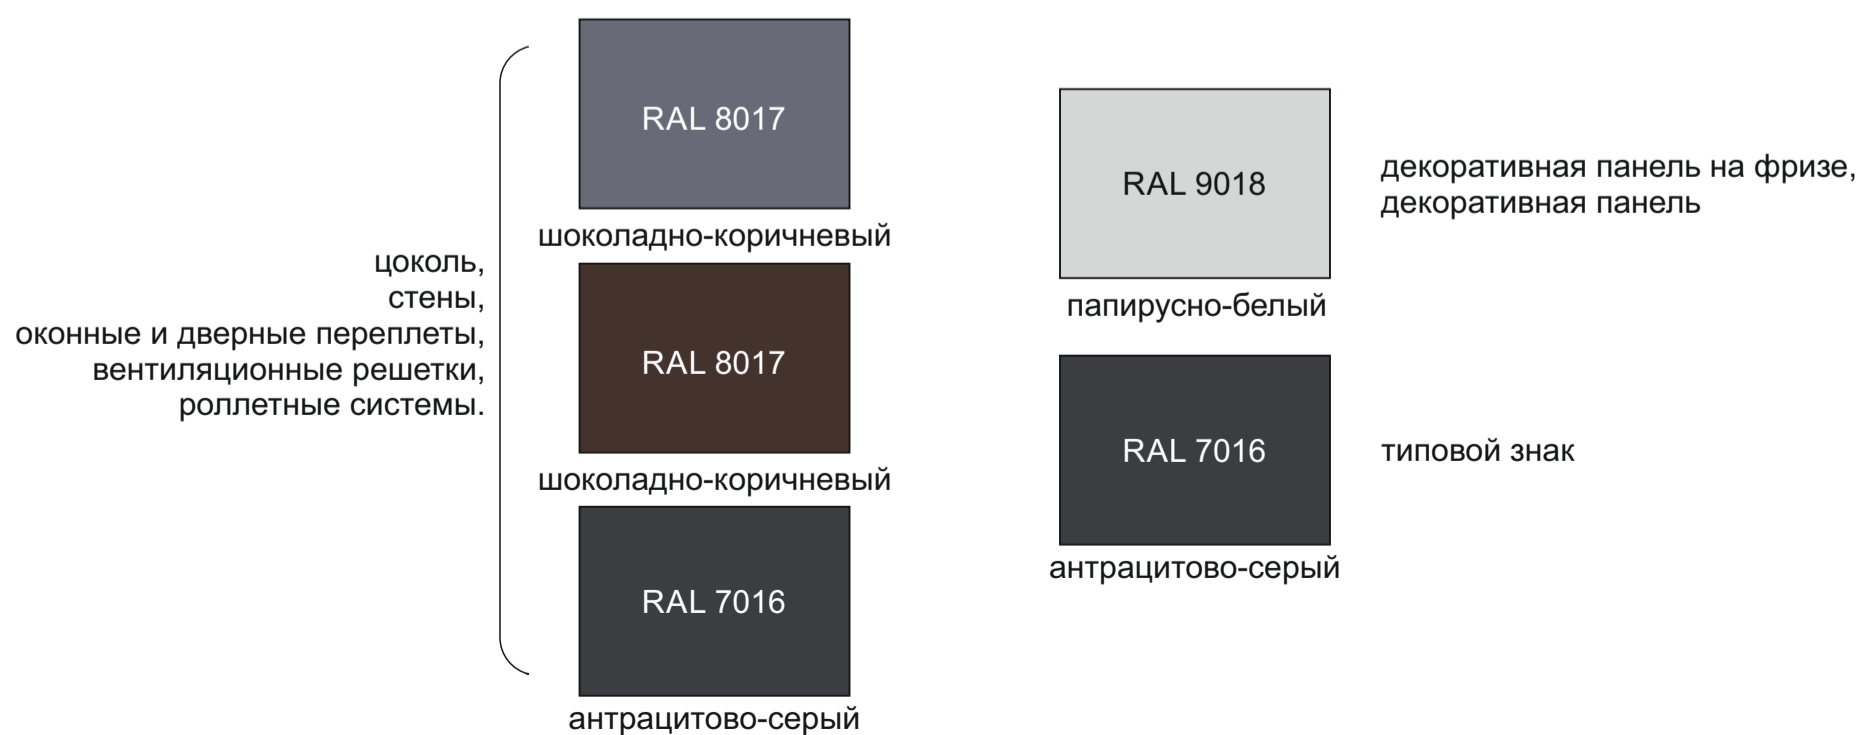 цоколь,
стены,
оконные и дверные переплеты,
вентиляционные решетки,
роллетные системы.
RAL 8017
шоколадно-коричневый
RAL 8017
шоколадно-коричневый
RAL 7016
антрацитово-серый
RAL 9018
папирусно-белый
декоративная панель на фризе,
декоративная панель
RAL 7016
антрацитово-серый
типовой знак